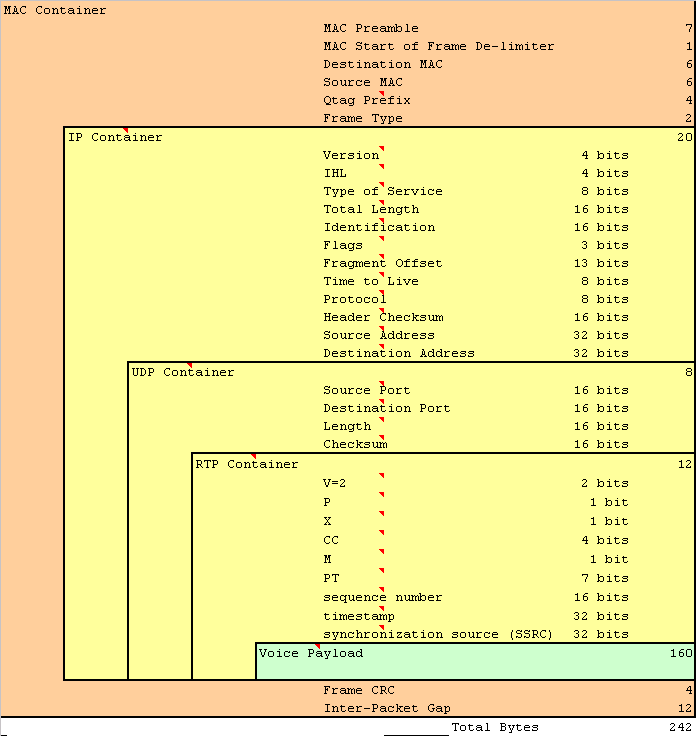 MAC Container
MAC Preamble 7
MAC Start of Frame De-limiter 1
Destination MAC 6
Source MAC 6
Qtag Prefix 4
Frame Type 2
IP Container 20
Version 4 bits
IHL 4 bits
Type of Service 8 bits
Total Length 16 bits
Identification 16 bits
Flags 3 bits
Fragment Offset 13 bits
Time to Live 8 bits
Protocol 8 bits
Header Checksum 16 bits
Source Address 32 bits
Destination Address 32 bits
UDP Container 8
Source Port 16 bits
Destination Port 16 bits
Length 16 bits
Checksum 16 bits
RTP Container 12
V=2 2 bits
P 1 bit
X 1 bit
CC 4 bits
M 1 bit
PT 7 bits
sequence number 16 bits
timestamp 32 bits
synchronization source (SSRC) 32 bits
Voice Payload 160
Frame CRC 4
Inter-Packet Gap 12
Total Bytes 242